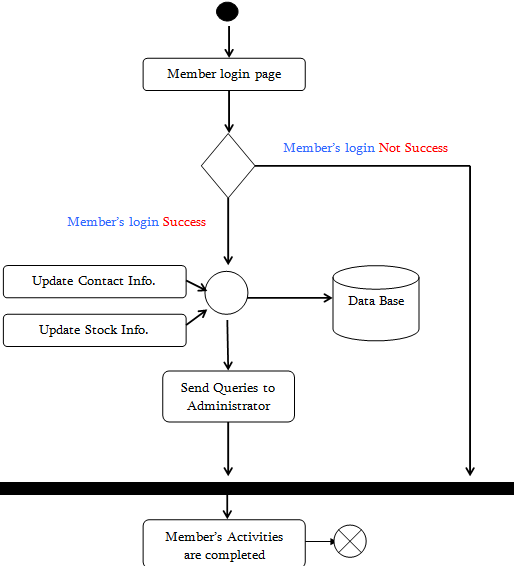 Member login page
Member's login Not Success
Member's login Success
Update Contact Info.
Data Base
Update Stock Info.
Send Queries to
Administrator
Member's Activities
are completed